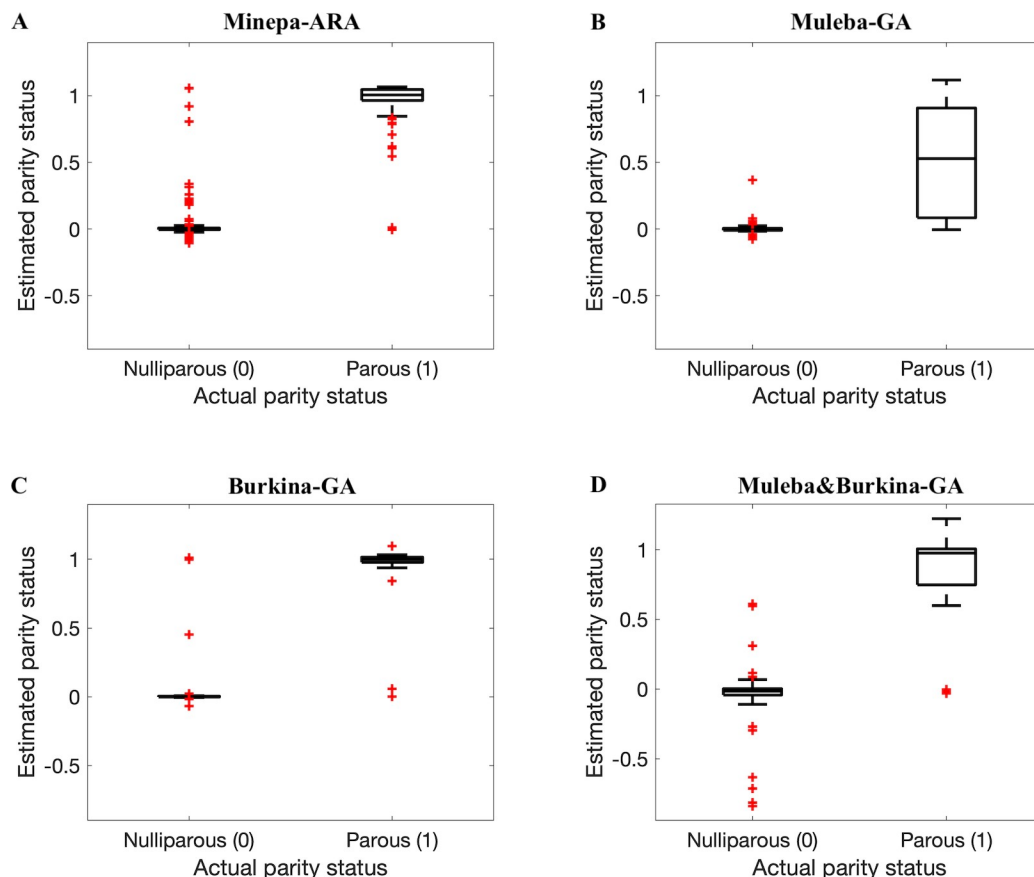 A
Minepa-ARA
Estimated parity status
1
0.5
0
-0.5
Nulliparous (0)
Parous (1)
Actual parity status
B
Muleba-GA
Estimated parity status
1
0.5
0
-0.5
Nulliparous (0)
Parous (1)
Actual parity status
C
Burkina-GA
Estimated parity status
1
0.5
0
-0.5
Nulliparous (0)
Parous (1)
Actual parity status
D
Muleba&Burkina-GA
Estimated parity status
1
0.5
0
-0.5
Nulliparous (0)
Parous (1)
Actual parity status